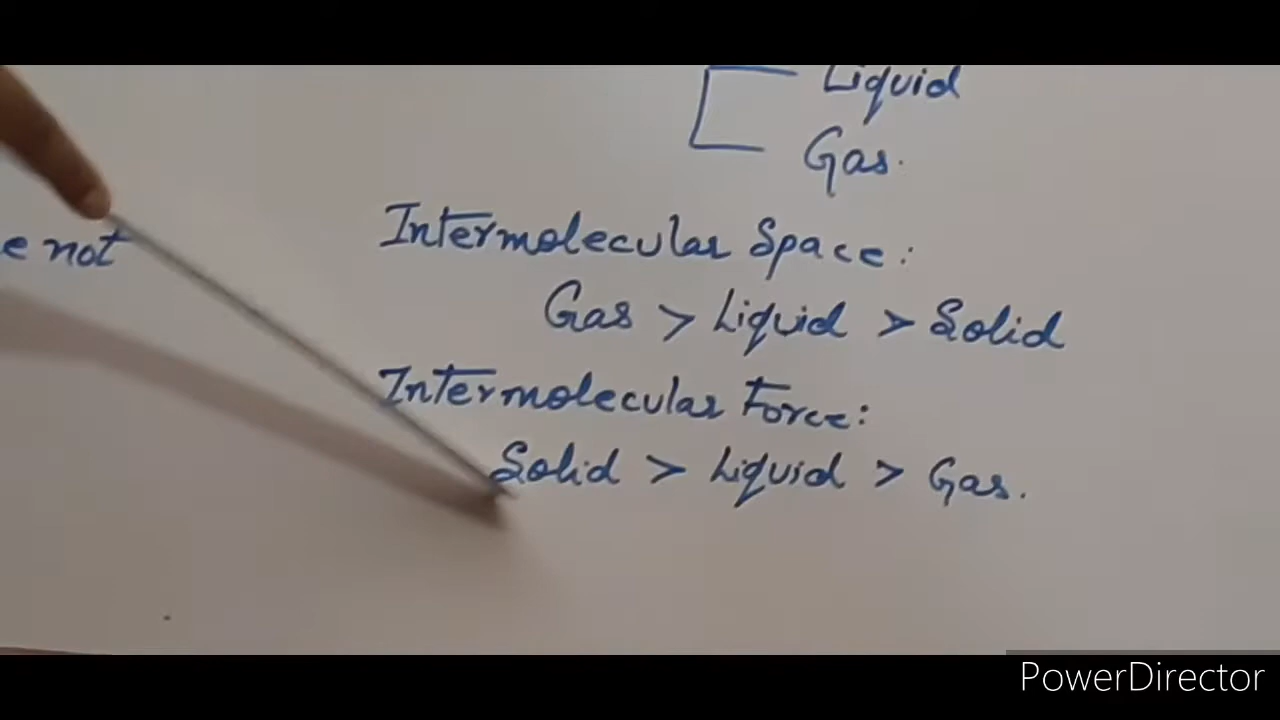 Liquid
Gas.
e not
Intermolecular Space:
Gas > Liquid > Solid
Intermolecular Force:
Solid > Liquid > Gas.
PowerDirector